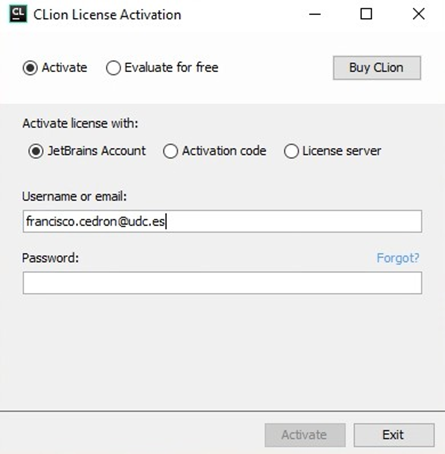 CL CLion License Activation
Activate Evaluate for free Buy CLion
Activate license with:
JetBrains Account Activation code License server
Username or email:
francisco.cedron@udc.es
Password: Forgot?
Activate Exit